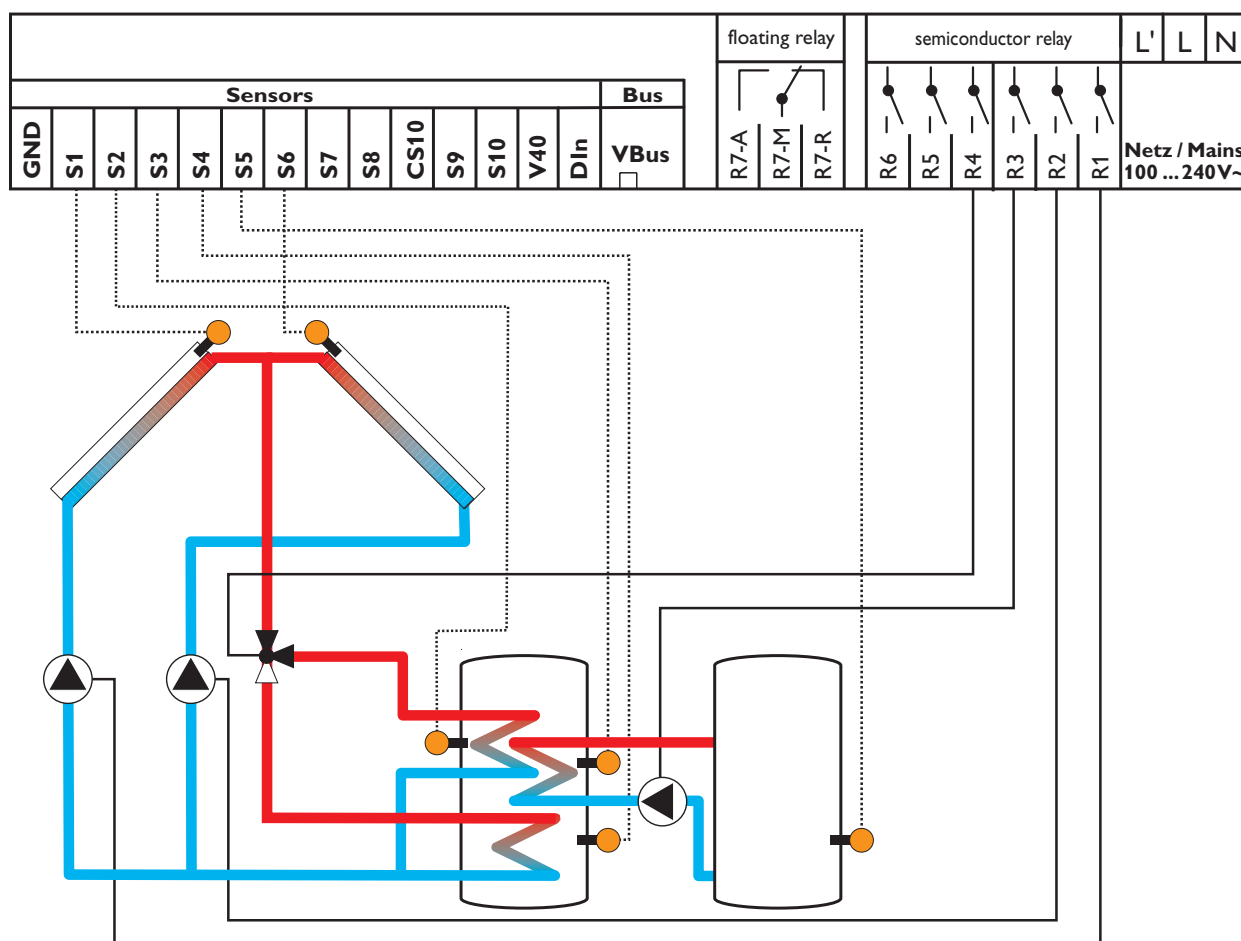 floating relay
semiconductor relay
L' L N
Sensors
Bus
GND
S1
S2
S3
S4
S5
S6
S7
S8
CS10
S9
S10
V40
DIn
VBus
R7-A
R7-M
R7-R
R6
R5
R4
R3
R2
R1
Netz / Mains
100 ... 240 V~